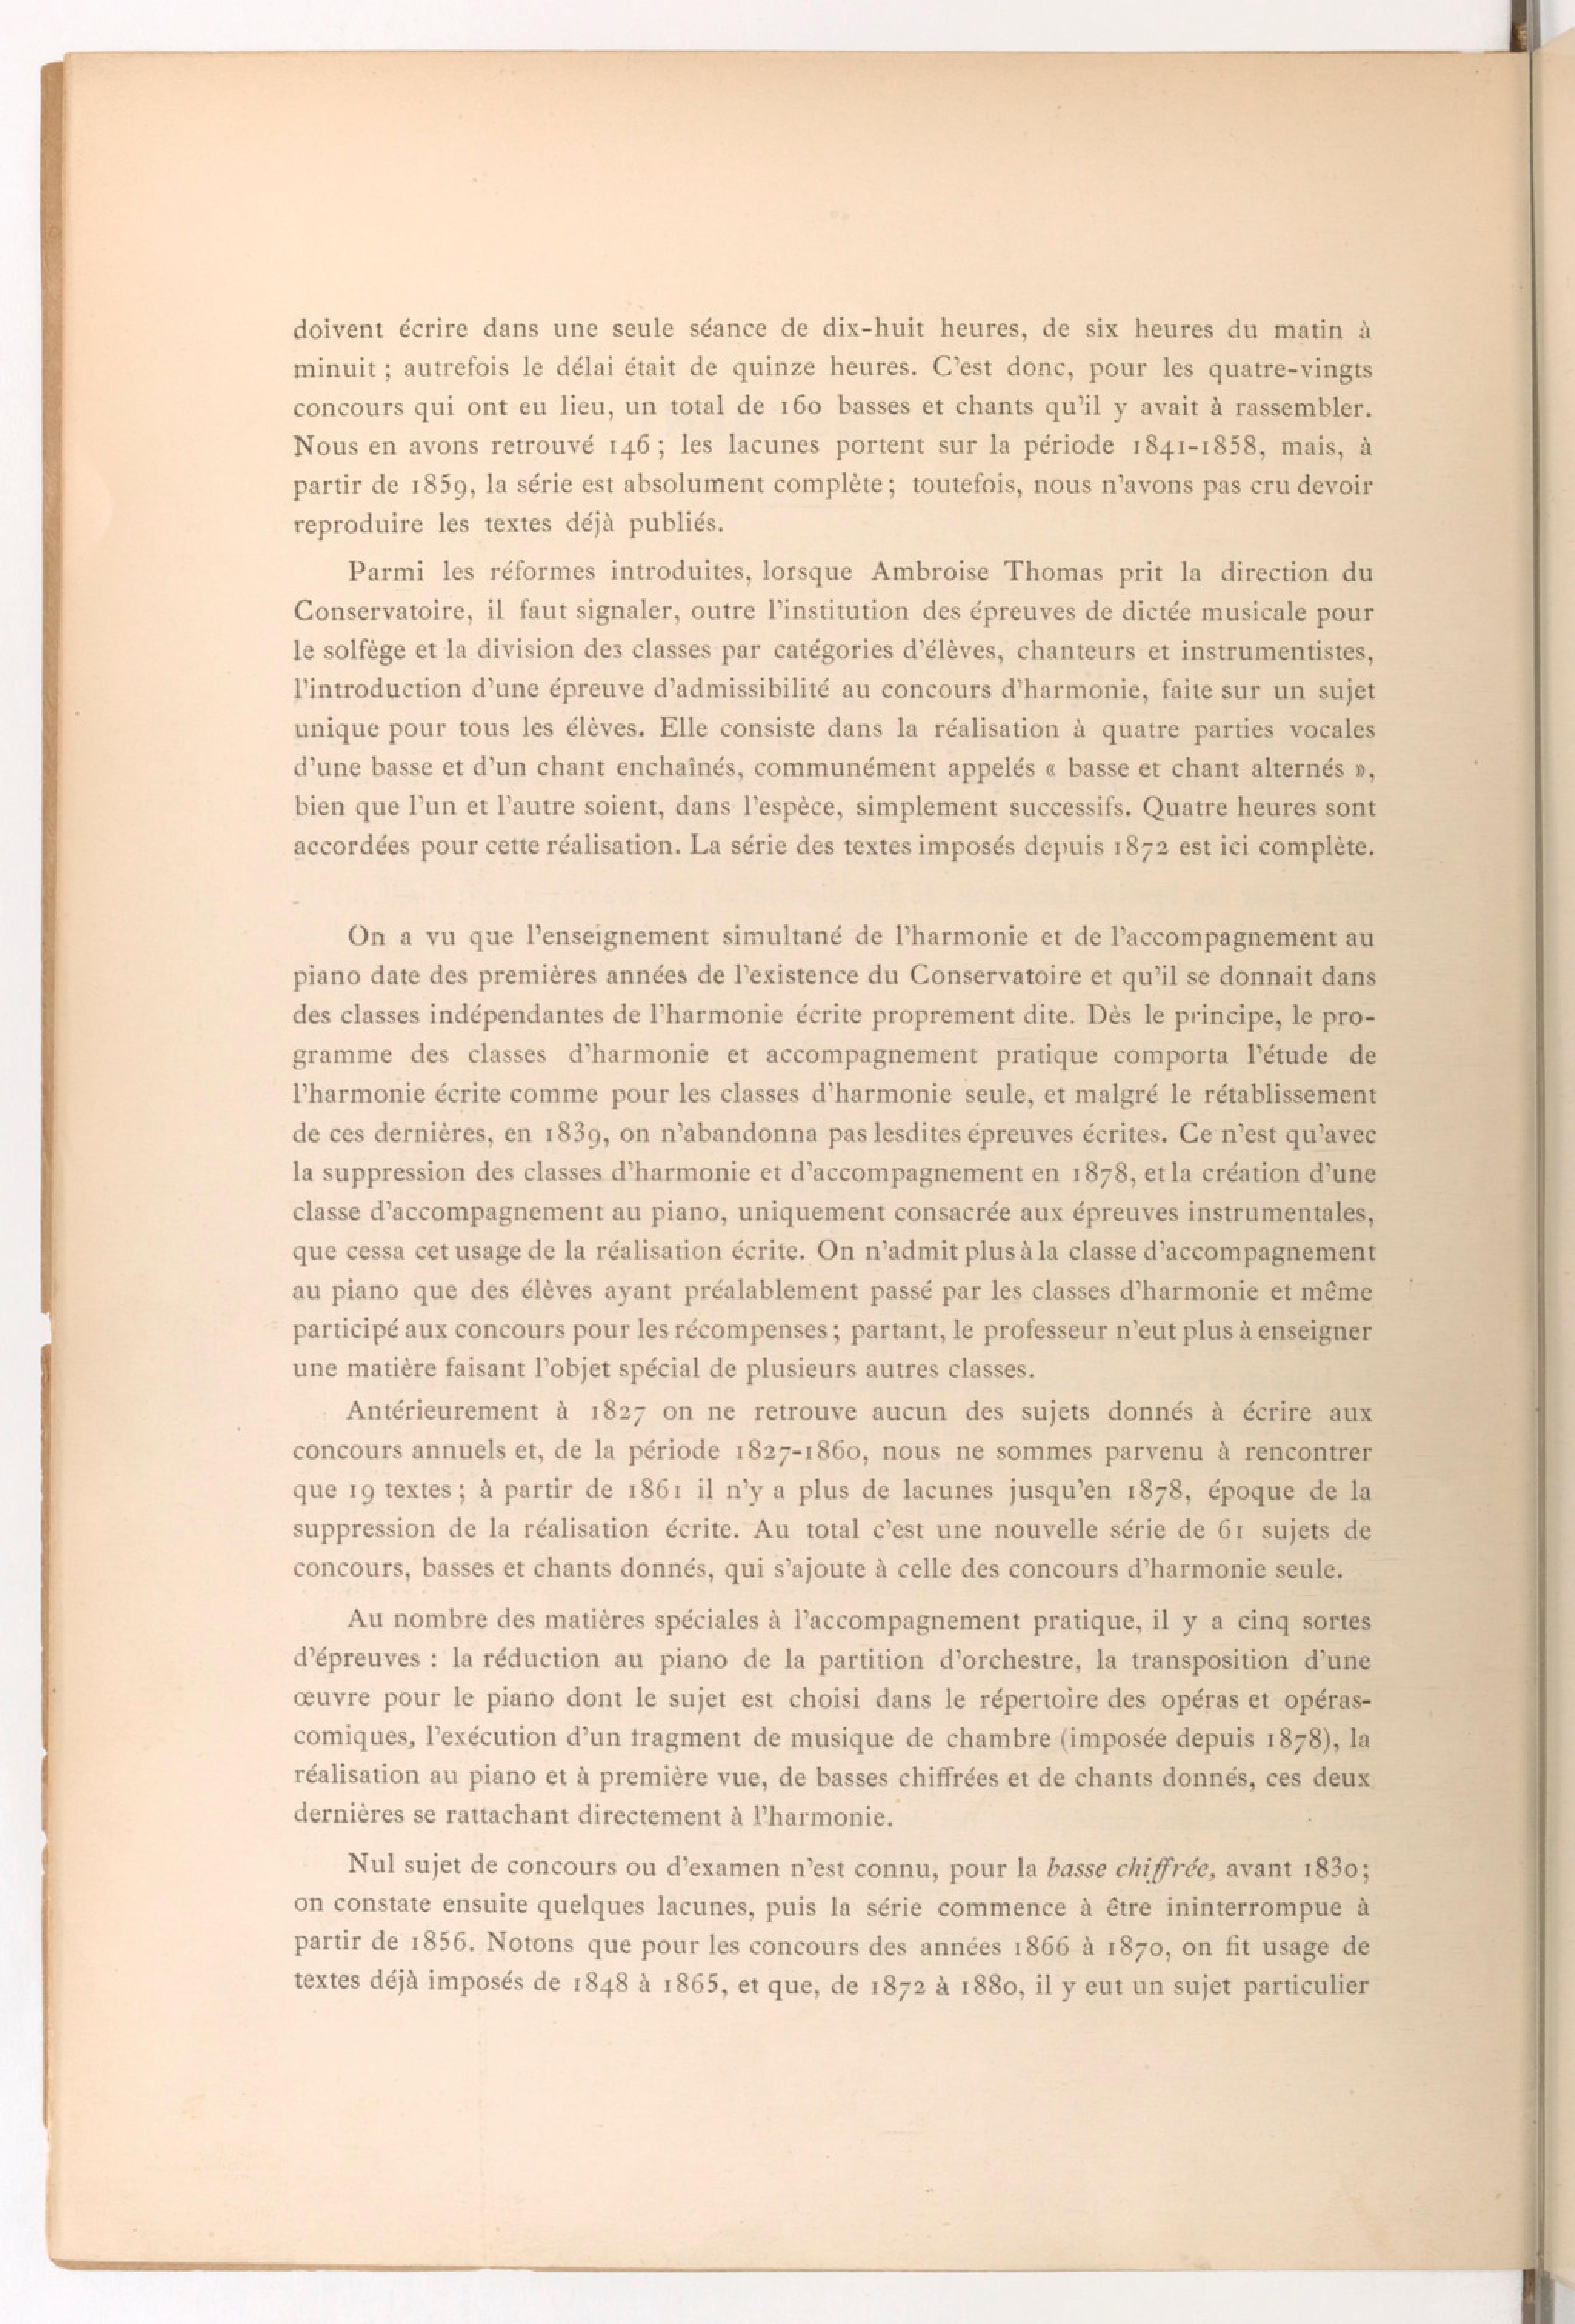 doivent écrire dans une seule séance de dix-huit heures, de six heures du matin à
minuit ; autrefois le délai était de quinze heures. C'est donc, pour les quatre-vingts
concours qui ont eu lieu, un total de 160 basses et chants qu'il y avait à rassembler.
Nous en avons retrouvé 146 ; les lacunes portent sur la période 1841-1858, mais, à
partir de 1859, la série est absolument complète ; toutefois, nous n'avons pas cru devoir
reproduire les textes déjà publiés.
Parmi les réformes introduites, lorsque Ambroise Thomas prit la direction du
Conservatoire, il faut signaler, outre l'institution des épreuves de dictée musicale pour
le solfège et la division des classes par catégories d'élèves, chanteurs et instrumentistes,
l'introduction d'une épreuve d'admissibilité au concours d'harmonie, faite sur un sujet
unique pour tous les élèves. Elle consiste dans la réalisation à quatre parties vocales
d'une basse et d'un chant enchaînés, communément appelés « basse et chant alternés »,
bien que l'un et l'autre soient, dans l'espèce, simplement successifs. Quatre heures sont
accordées pour cette réalisation. La série des textes imposés depuis 1872 est ici complète.
On a vu que l'enseignement simultané de l'harmonie et de l'accompagnement au
piano date des premières années de l'existence du Conservatoire et qu'il se donnait dans
des classes indépendantes de l'harmonie écrite proprement dite. Dès le principe, le pro-
gramme des classes d'harmonie et accompagnement pratique comporta l'étude de
l'harmonie écrite comme pour les classes d'harmonie seule, et malgré le rétablissement
de ces dernières, en 1839, on n'abandonna pas lesdites épreuves écrites. Ce n'est qu'avec
la suppression des classes d'harmonie et d'accompagnement en 1878, et la création d'une
classe d'accompagnement au piano, uniquement consacrée aux épreuves instrumentales,
que cessa cet usage de la réalisation écrite. On n'admit plus à la classe d'accompagnement
au piano que des élèves ayant préalablement passé par les classes d'harmonie et même
participé aux concours pour les récompenses ; partant, le professeur n'eut plus à enseigner
une matière faisant l'objet spécial de plusieurs autres classes.
Antérieurement à 1827 on ne retrouve aucun des sujets donnés à écrire aux
concours annuels et, de la période 1827-1860, nous ne sommes parvenu à rencontrer
que 19 textes ; à partir de 1861 il n'y a plus de lacunes jusqu'en 1878, époque de la
suppression de la réalisation écrite. Au total c'est une nouvelle série de 61 sujets de
concours, basses et chants donnés, qui s'ajoute à celle des concours d'harmonie seule.
Au nombre des matières spéciales à l'accompagnement pratique, il y a cinq sortes
d'épreuves : la réduction au piano de la partition d'orchestre, la transposition d'une
œuvre pour le piano dont le sujet est choisi dans le répertoire des opéras et opéras-
comiques, l'exécution d'un fragment de musique de chambre (imposée depuis 1878), la
réalisation au piano et à première vue, de basses chiffrées et de chants donnés, ces deux
dernières se rattachant directement à l'harmonie.
Nul sujet de concours ou d'examen n'est connu, pour la basse chiffrée, avant 1830 ;
on constate ensuite quelques lacunes, puis la série commence à être ininterrompue à
partir de 1856. Notons que pour les concours des années 1866 à 1870, on fit usage de
textes déjà imposés de 1848 à 1865, et que, de 1872 à 1880, il y eut un sujet particulier